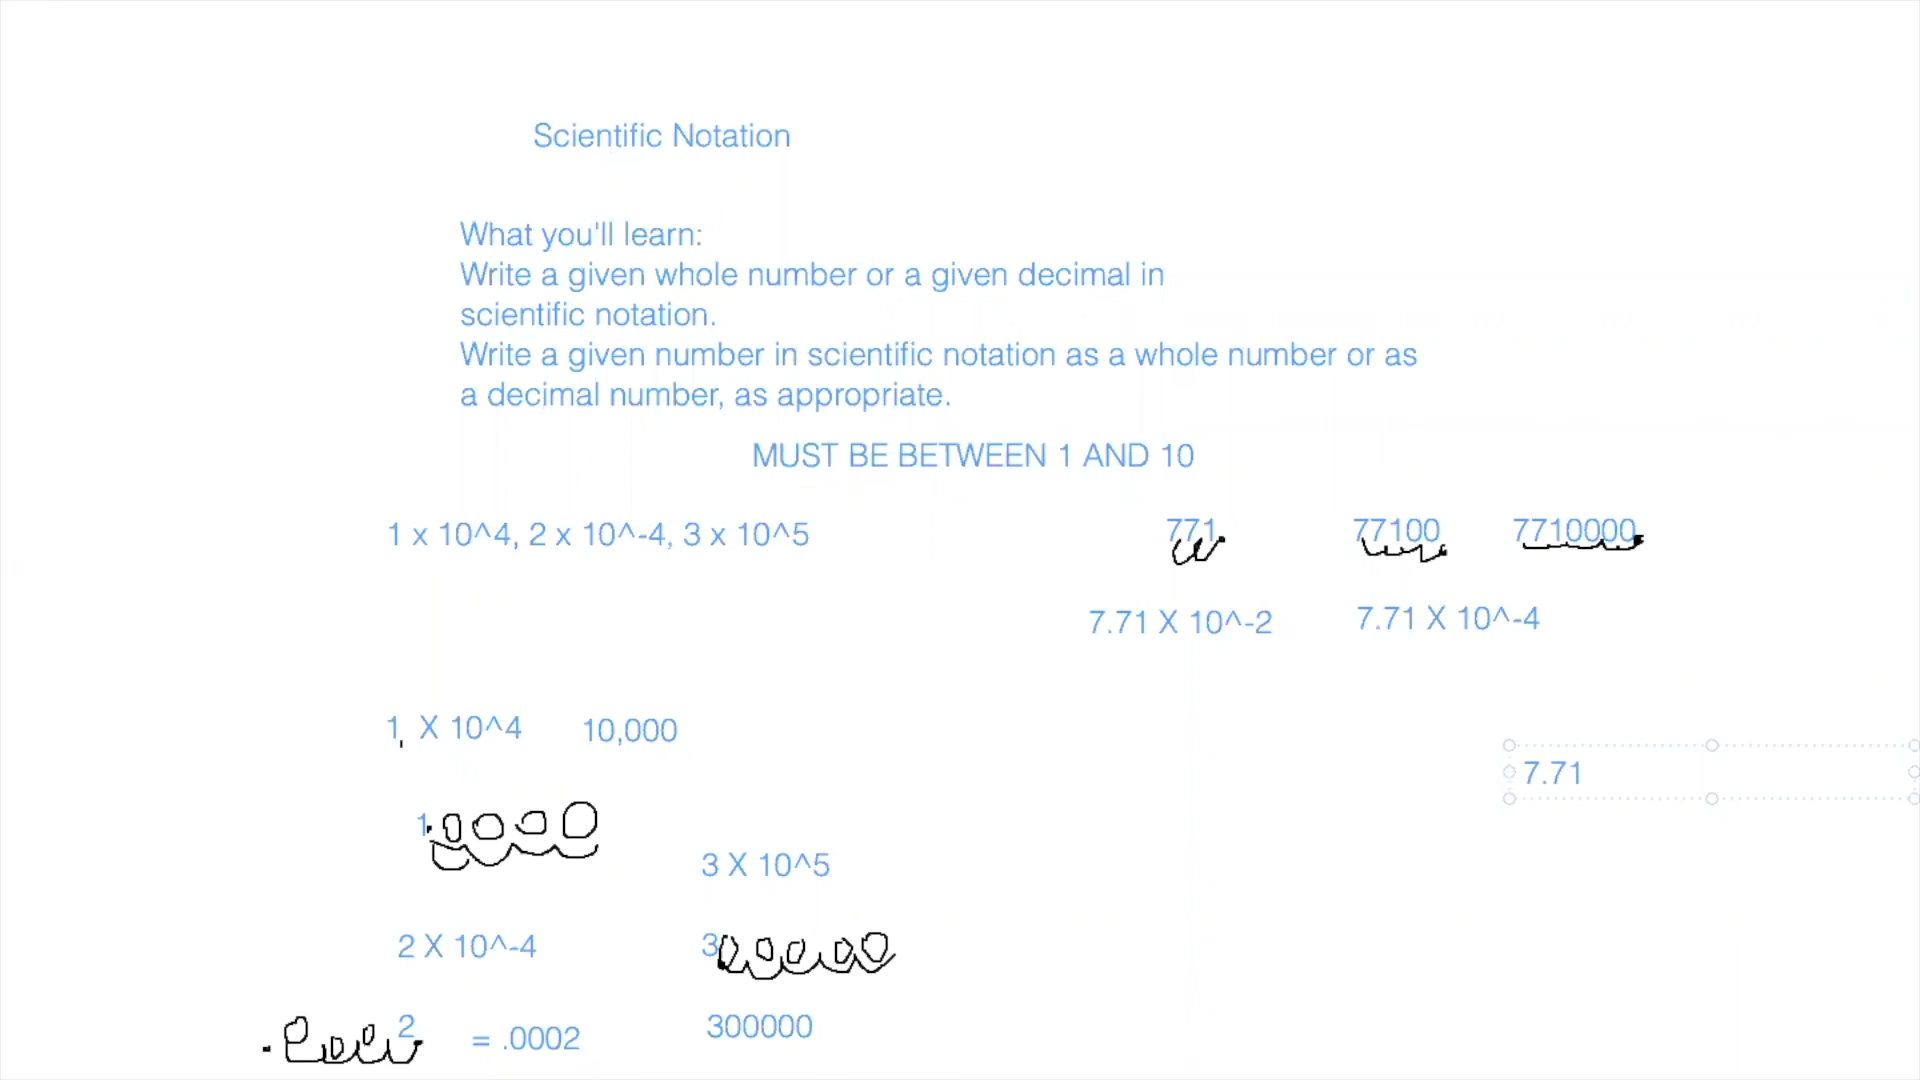 Scientific Notation
What you'll learn:
Write a given whole number or a given decimal in
scientific notation.
Write a given number in scientific notation as a whole number or as
a decimal number, as appropriate.
MUST BE BETWEEN 1 AND 10
1 x 10^4, 2 x 10^-4, 3 x 10^5
771.
77100
7710000
7.71 X 10^-2
7.71 X 10^-4
1, X 10^4
10,000
7.71
1.0000
3 X 10^5
2 X 10^-4
300000
.0002
= .0002
300000